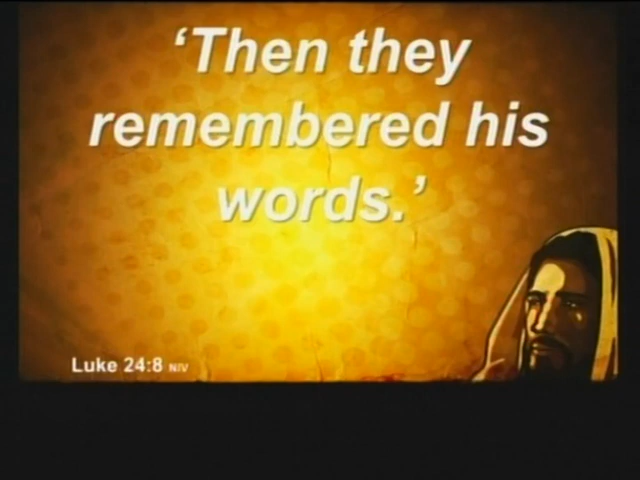 ‘Then they
remembered his
words.’
Luke 24:8 NIV